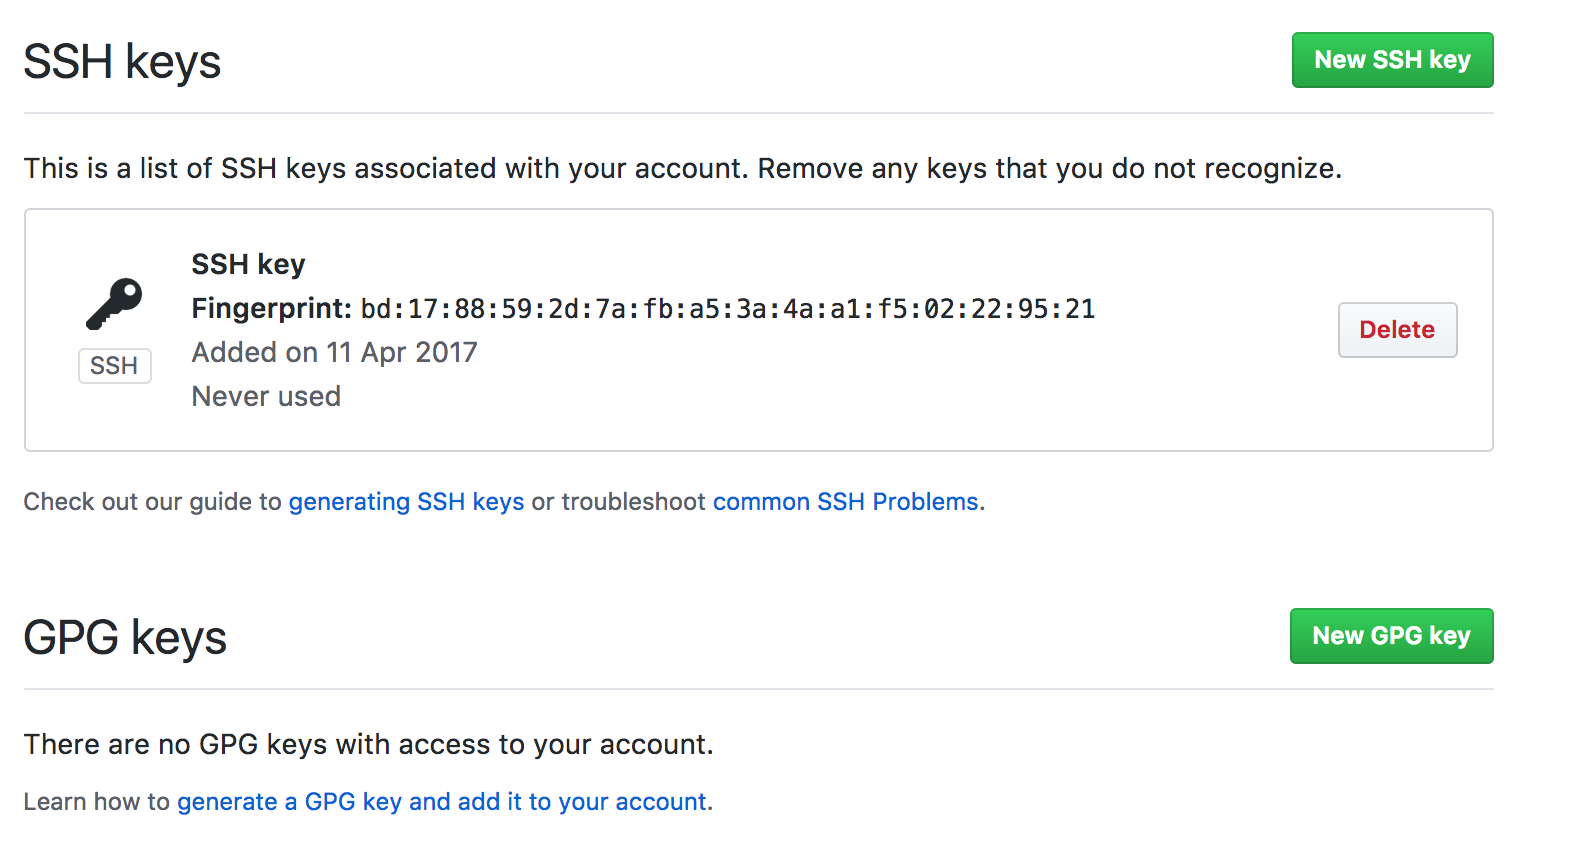 SSH keys
New SSH key
This is a list of SSH keys associated with your account. Remove any keys that you do not recognize.
SSH key
Fingerprint: bd:17:88:59:2d:7a:fb:a5:3a:4a:a1:f5:02:22:95:21
Added on 11 Apr 2017
Never used
SSH
Delete
Check out our guide to generating SSH keys or troubleshoot common SSH Problems.
GPG keys
New GPG key
There are no GPG keys with access to your account.
Learn how to generate a GPG key and add it to your account.